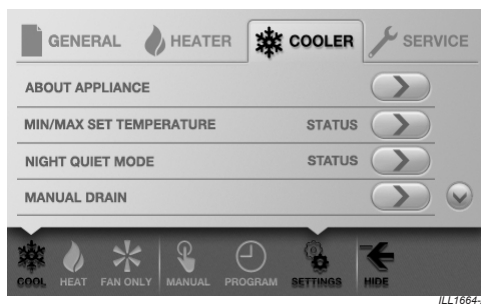 GENERAL HEATER COOLER SERVICE
ABOUT APPLIANCE
MIN/MAX SET TEMPERATURE STATUS
NIGHT QUIET MODE STATUS
MANUAL DRAIN
COOL HEAT FAN ONLY MANUAL PROGRAM SETTINGS HIDE